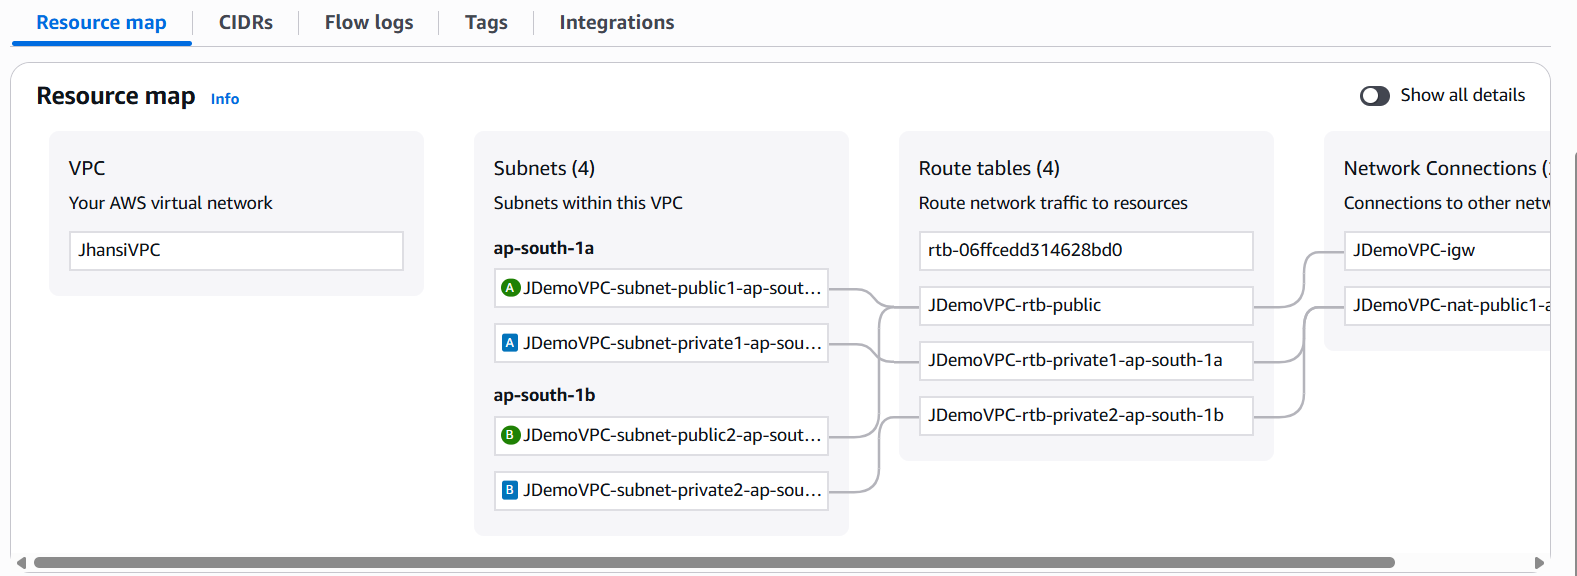 Resource map
CIDRs
Flow logs
Tags
Integrations
Resource map Info
Show all details
VPC
Your AWS virtual network
JhansiVPC
Subnets (4)
Subnets within this VPC
ap-south-1a
A JDemoVPC-subnet-public1-ap-sout...
A JDemoVPC-subnet-private1-ap-sou...
ap-south-1b
B JDemoVPC-subnet-public2-ap-sout...
B JDemoVPC-subnet-private2-ap-sou...
Route tables (4)
Route network traffic to resources
rtb-06ffcedd314628bd0
JDemoVPC-rtb-public
JDemoVPC-rtb-private1-ap-south-1a
JDemoVPC-rtb-private2-ap-south-1b
Network Connections (
Connections to other netw
JDemoVPC-igw
JDemoVPC-nat-public1-a